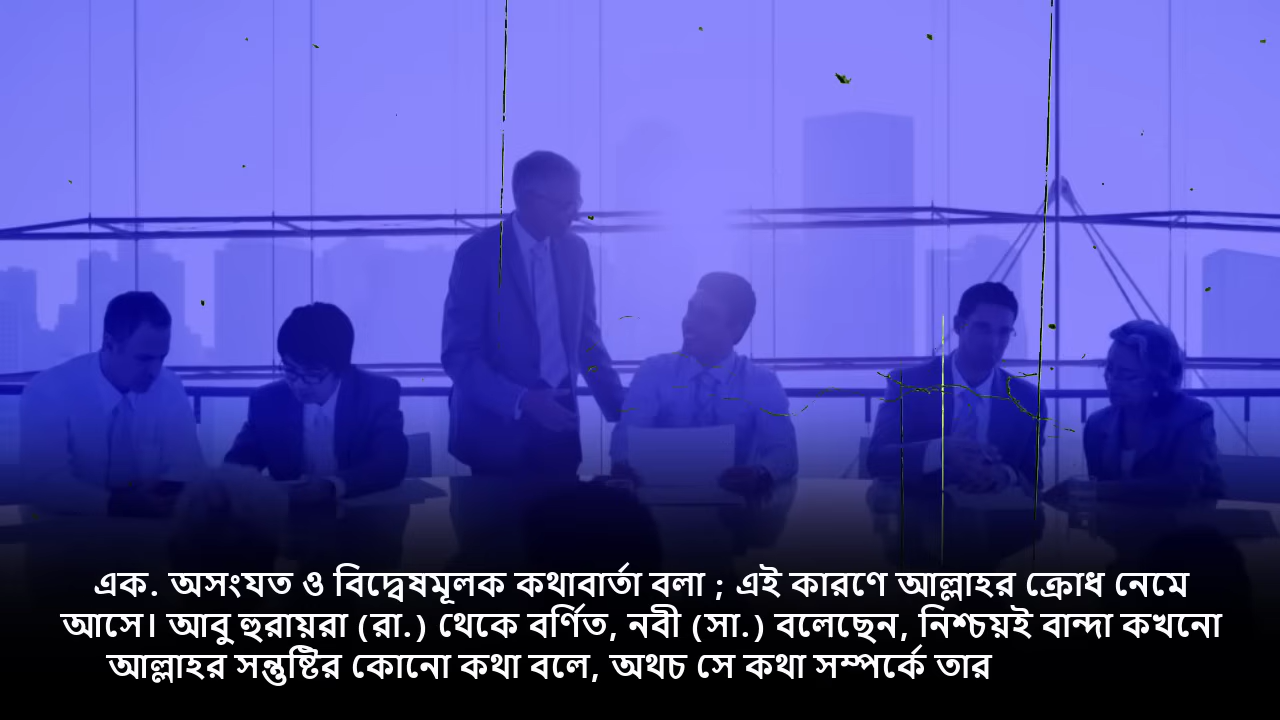 এক. অসংযত ও বিদ্বেষমূলক কথাবার্তা বলা ; এই কারণে আল্লাহর ক্রোধ নেমে
আসে। আবু হুরায়রা (রা.) থেকে বর্ণিত, নবী (সা.) বলেছেন, নিশ্চয়ই বান্দা কখনো
আল্লাহর সন্তুষ্টির কোনো কথা বলে, অথচ সে কথা সম্পর্কে তার